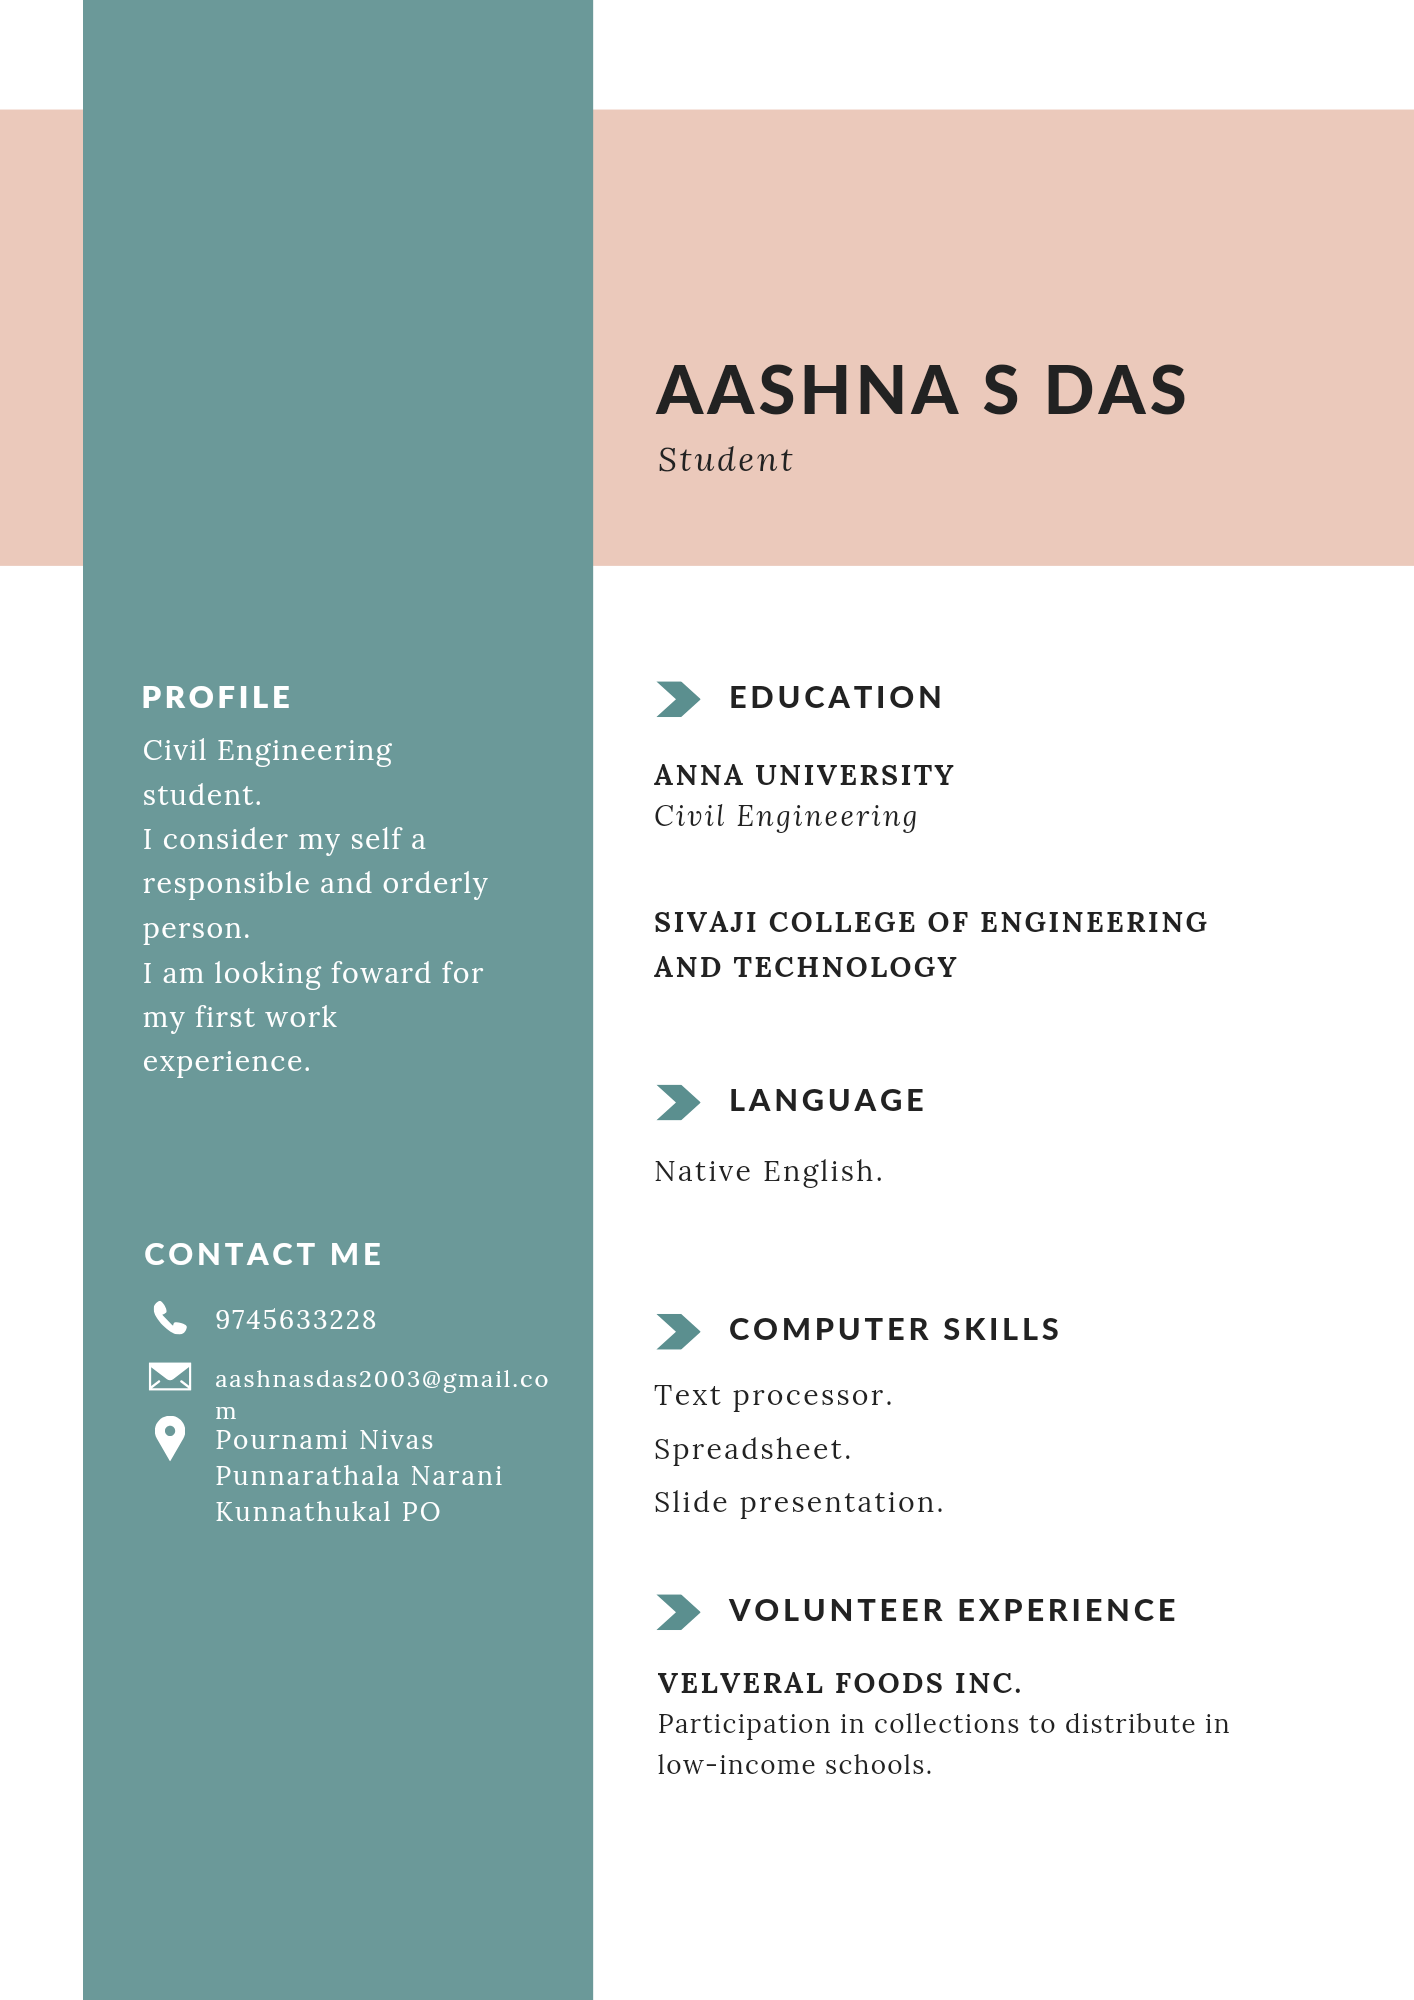 AASHNA S DAS
Student
PROFILE
Civil Engineering
student.
I consider my self a
responsible and orderly
person.
I am looking foward for
my first work
experience.
CONTACT ME
9745633228
aashnasdas2003@gmail.co
m
Pournami Nivas
Punnarathala Narani
Kunnathukal PO
EDUCATION
ANNA UNIVERSITY
Civil Engineering
SIVAJI COLLEGE OF ENGINEERING
AND TECHNOLOGY
LANGUAGE
Native English.
COMPUTER SKILLS
Text processor.
Spreadsheet.
Slide presentation.
VOLUNTEER EXPERIENCE
VELVERAL FOODS INC.
Participation in collections to distribute in
low-income schools.